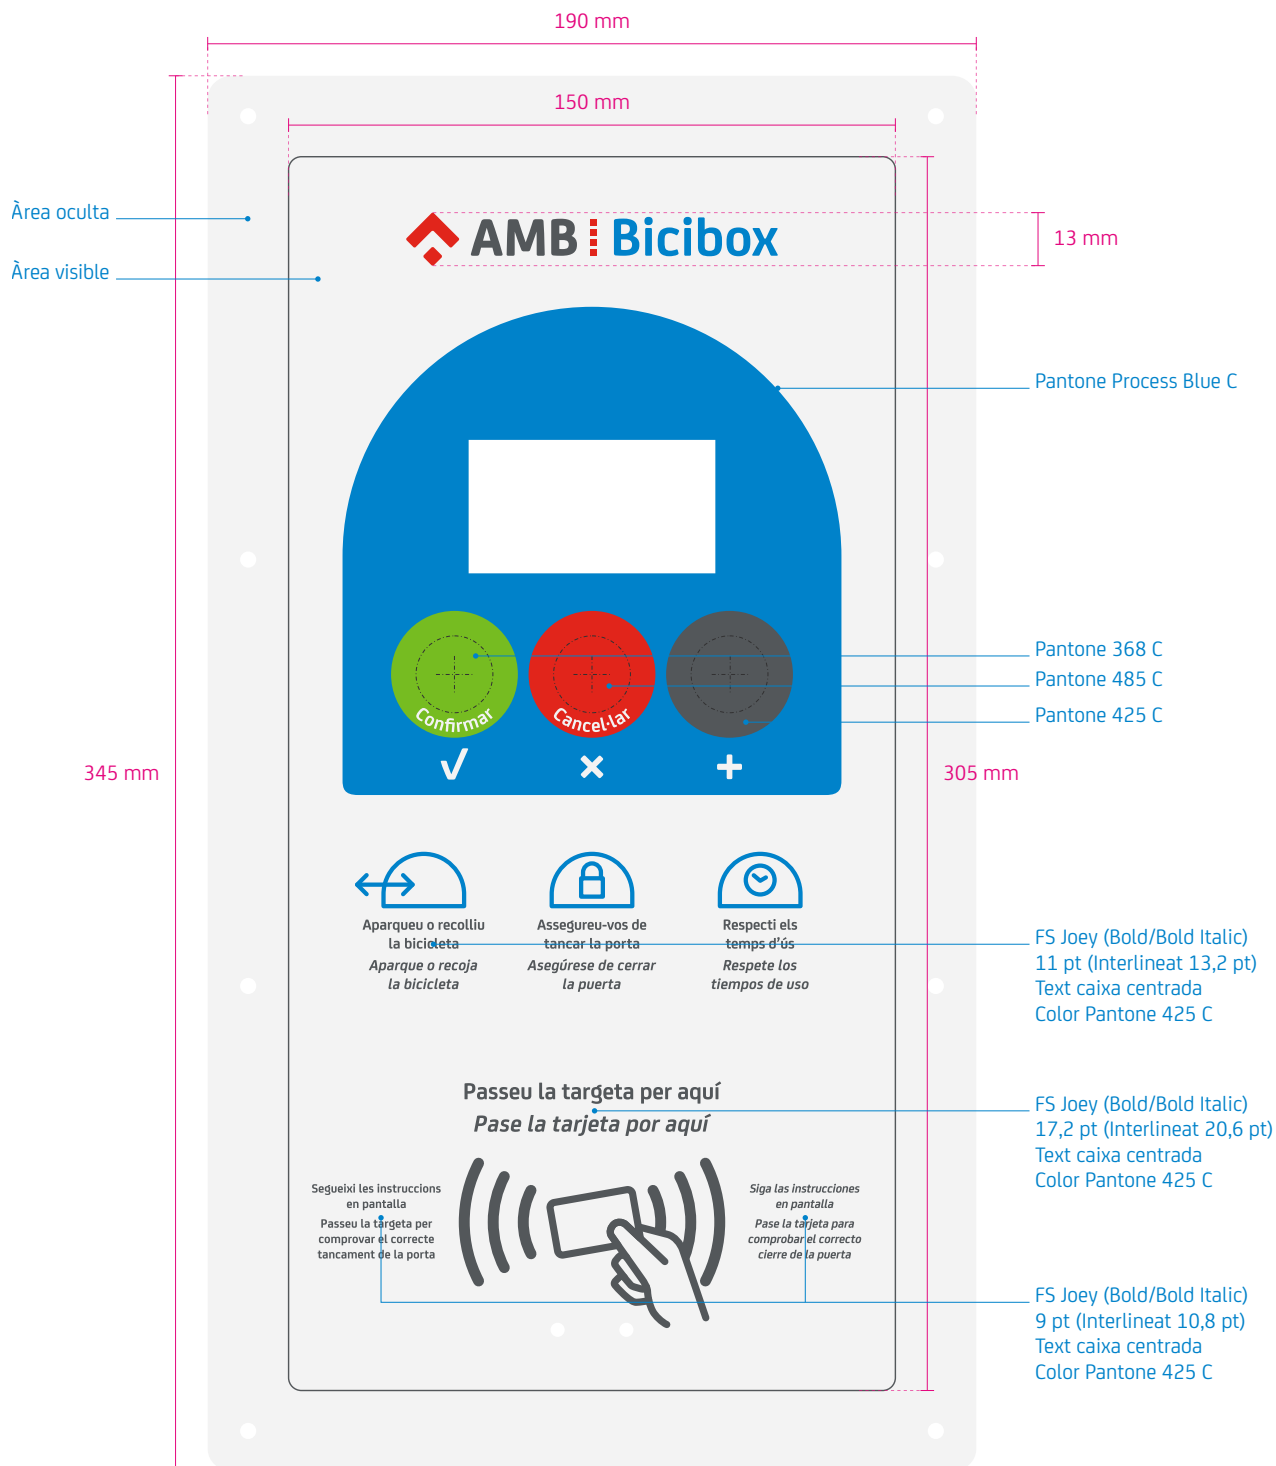 190 mm
150 mm
Àrea oculta
AMB Bicibox
13 mm
Àrea visible
Pantone Process Blue C
Pantone 368 C
Pantone 485 C
Pantone 425 C
Confirmar
Cancel·lar
345 mm
305 mm
Aparqueu o recolliu
la bicicleta
Aparque o recoja
la bicicleta
Assegureu-vos de
tancar la porta
Asegúrese de cerrar
la puerta
Respecti els
temps d'ús
Respete los
tiempos de uso
FS Joey (Bold/Bold Italic)
11 pt (Interlineat 13,2 pt)
Text caixa centrada
Color Pantone 425 C
Passeu la targeta per aquí
Pase la tarjeta por aquí
FS Joey (Bold/Bold Italic)
17,2 pt (Interlineat 20,6 pt)
Text caixa centrada
Color Pantone 425 C
Segueixi les instruccions
en pantalla
Passeu la targeta per
comprovar el correcte
tancament de la porta
Siga las instrucciones
en pantalla
Pase la tarjeta para
comprobar el correcto
cierre de la puerta
FS Joey (Bold/Bold Italic)
9 pt (Interlineat 10,8 pt)
Text caixa centrada
Color Pantone 425 C